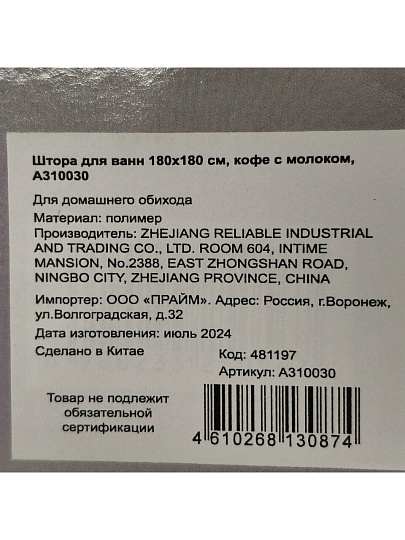 Штора для ванн 180x180 см, кофе с молоком,
А310030
Для домашнего обихода
Материал: полимер
Производитель: ZHEJIANG RELIABLE INDUSTRIAL
AND TRADING CO., LTD. ROOM 604, INTIME
MANSION, No.2388, EAST ZHONGSHAN ROAD,
NINGBO CITY, ZHEJIANG PROVINCE, CHINA
Импортер: ООО «ПРАЙМ». Адрес: Россия, г.Воронеж,
ул.Волгоградская, д.32
Дата изготовления: июль 2024
Сделано в Китае
Код: 481197
Артикул: А310030
Товар не подлежит
обязательной
сертификации
4 610268 130874